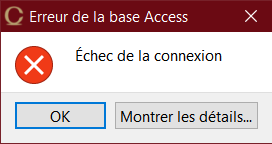 Erreur de la base Access
Échec de la connexion
OK
Montrer les détails...